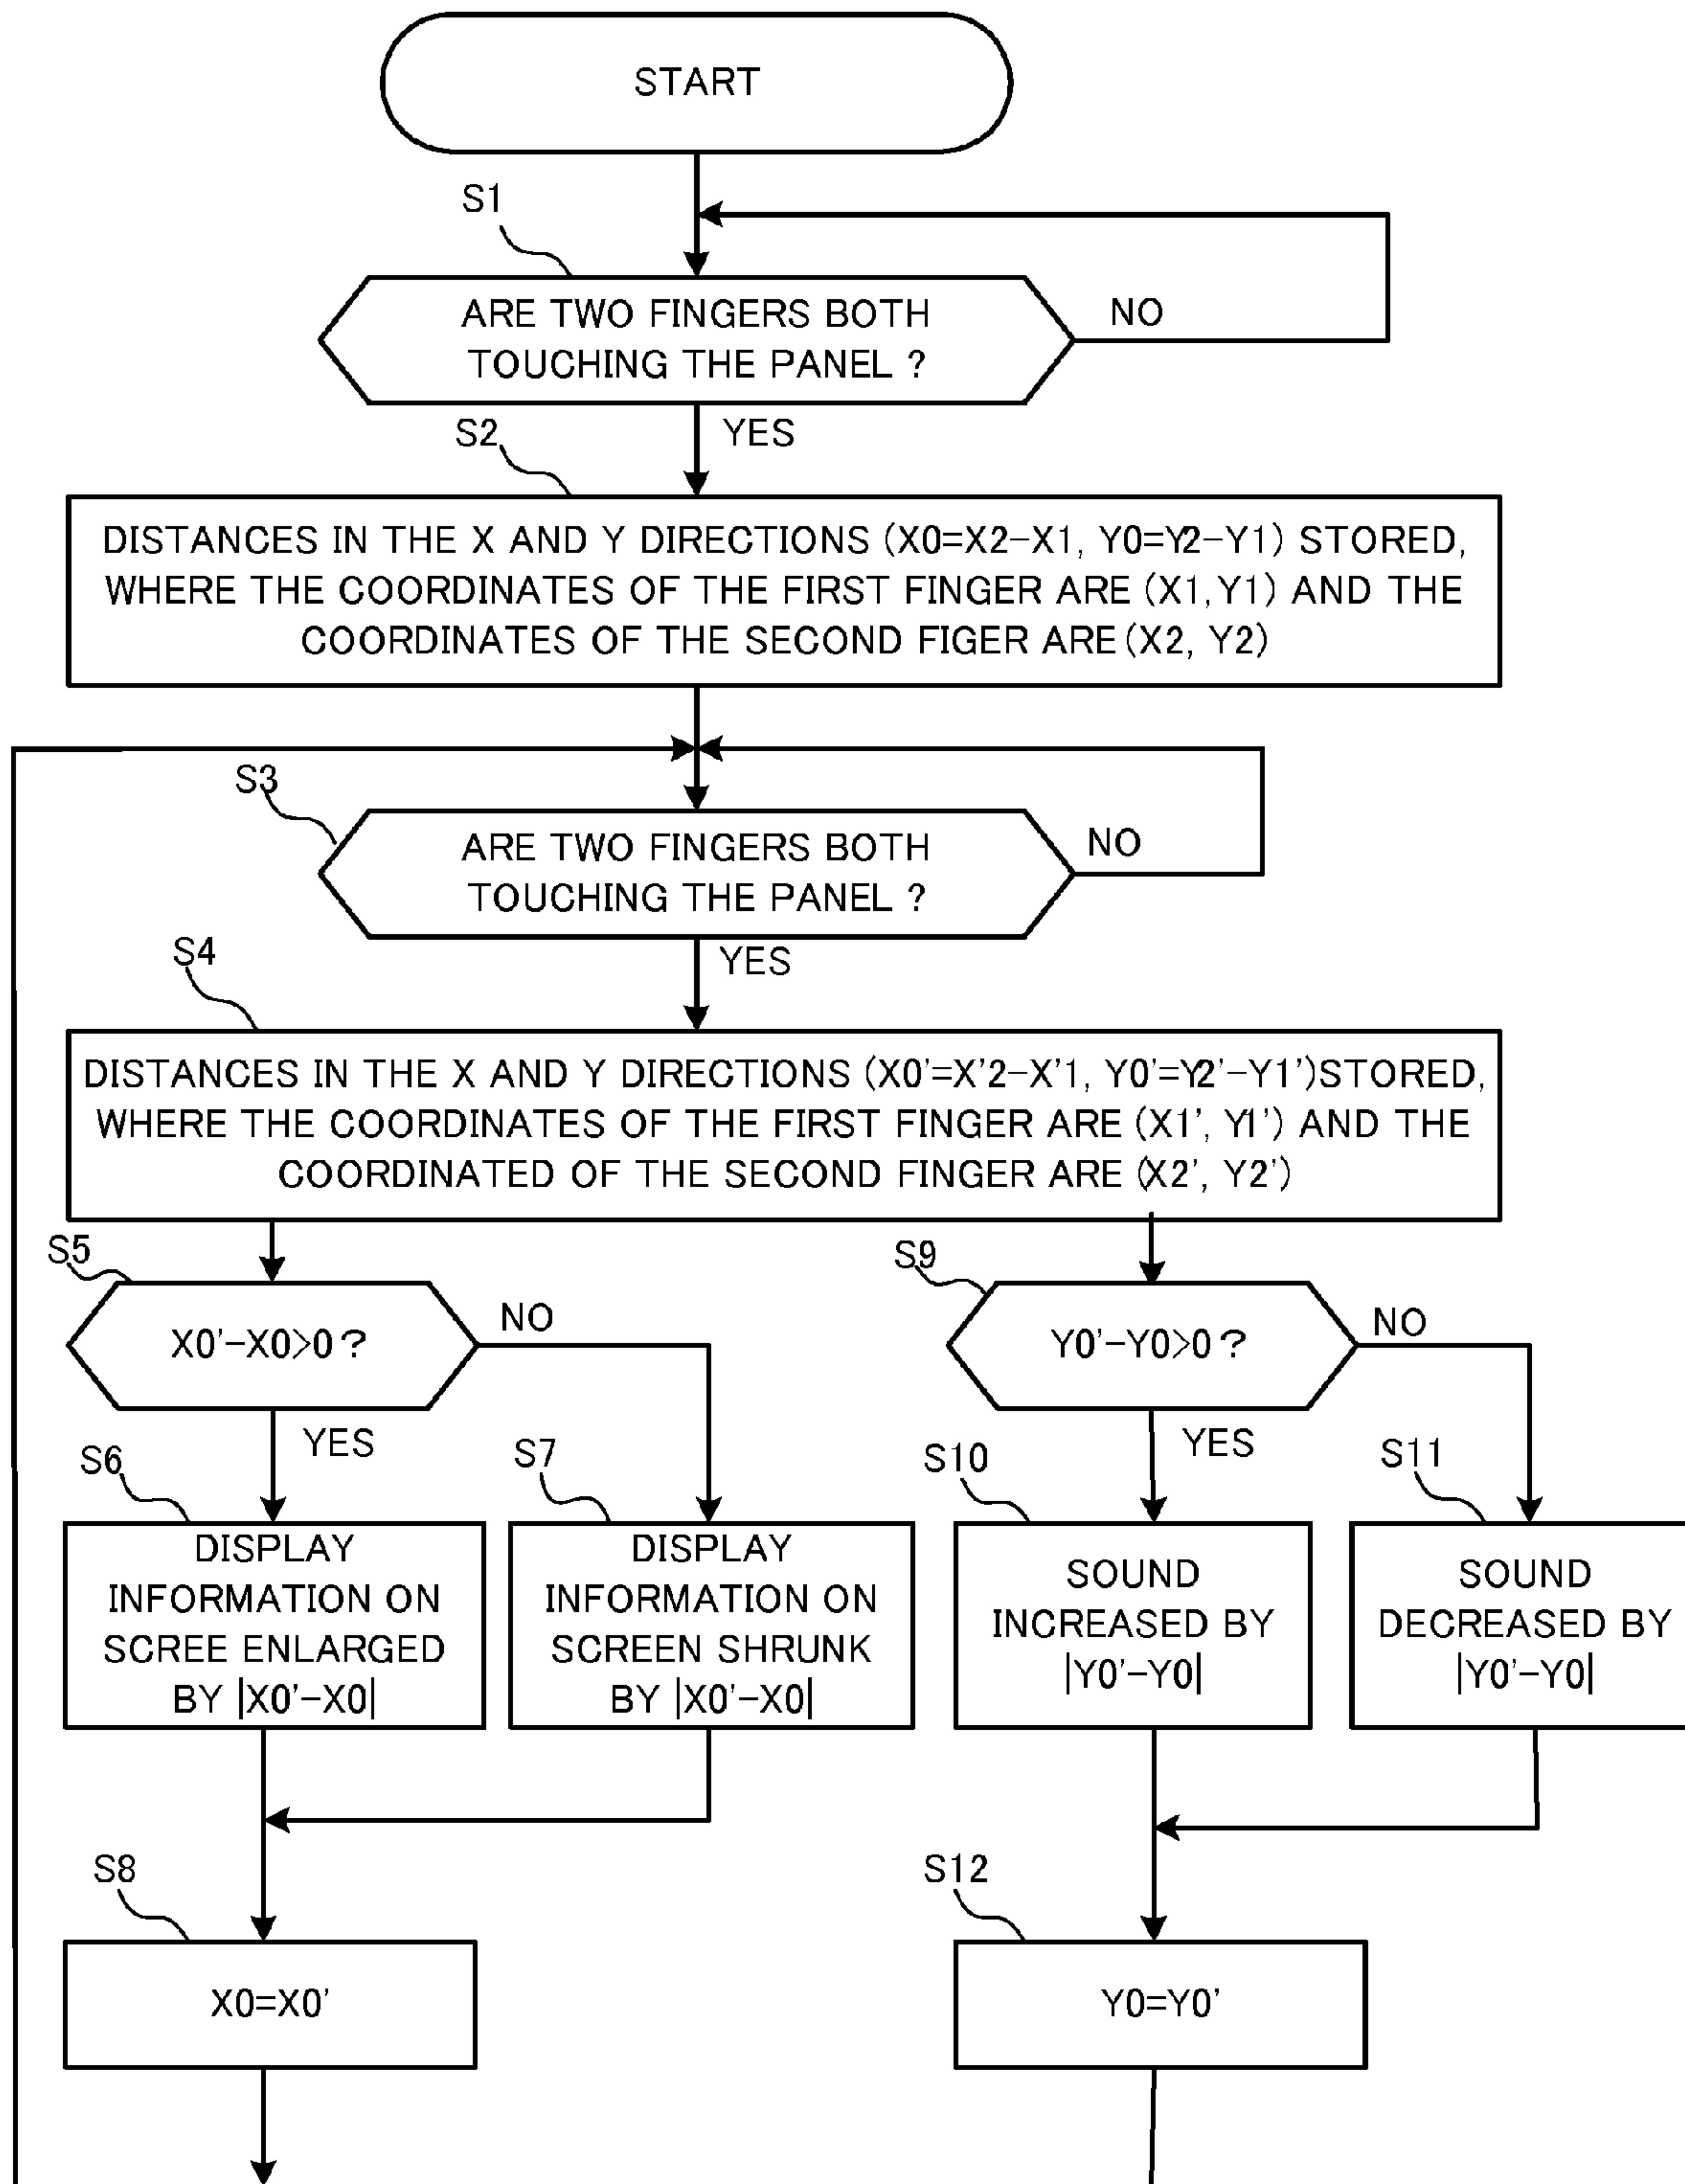 START
S1
ARE TWO FINGERS BOTH
TOUCHING THE PANEL ?
NO
YES
S2
DISTANCES IN THE X AND Y DIRECTIONS (X0=X2-X1, Y0=Y2-Y1) STORED,
WHERE THE COORDINATES OF THE FIRST FINGER ARE (X1,Y1) AND THE
COORDINATES OF THE SECOND FIGER ARE (X2, Y2)
S3
ARE TWO FINGERS BOTH
TOUCHING THE PANEL ?
NO
YES
S4
DISTANCES IN THE X AND Y DIRECTIONS (X0'=X'2-X'1, Y0'=Y2'-Y1')STORED,
WHERE THE COORDINATES OF THE FIRST FINGER ARE (X1', Y1') AND THE
COORDINATED OF THE SECOND FINGER ARE (X2', Y2')
S5
X0'-X0>0 ?
NO
YES
S9
Y0'-Y0>0 ?
NO
YES
S6
DISPLAY
INFORMATION ON
SCREE ENLARGED
BY |X0'-X0|
S7
DISPLAY
INFORMATION ON
SCREEN SHRUNK
BY |X0'-X0|
S10
SOUND
INCREASED BY
|Y0'-Y0|
S11
SOUND
DECREASED BY
|Y0'-Y0|
S8
X0=X0'
S12
Y0=Y0'